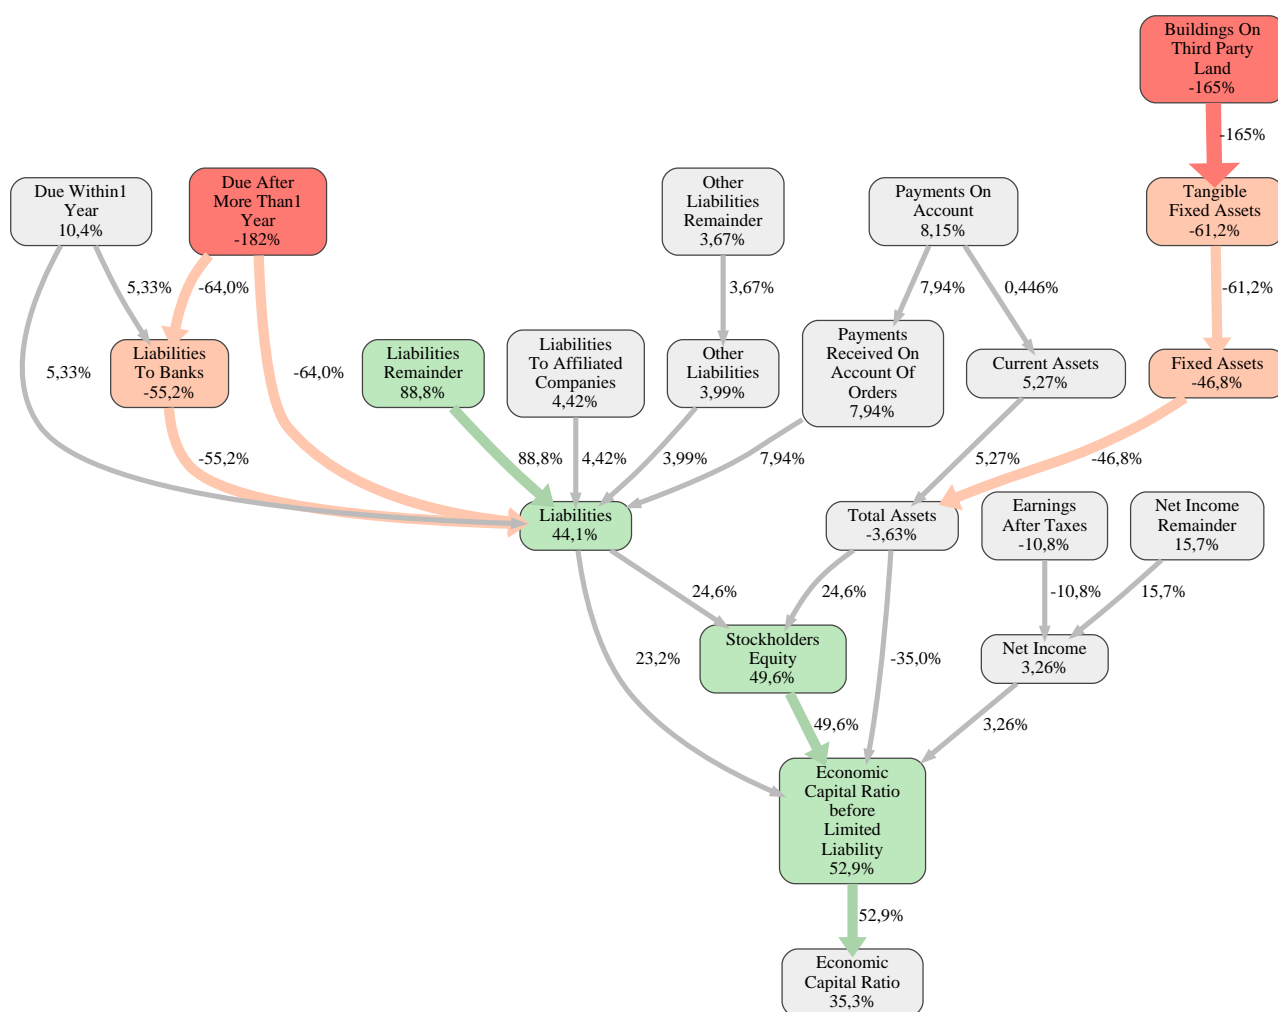 Buildings On
Third Party
Land
-165%
-165%
Due Within1
Year
10,4%
Due After
More Than1
Year
-182%
Other
Liabilities
Remainder
3,67%
Payments On
Account
8,15%
Tangible
Fixed Assets
-61,2%
5,33%
-64,0%
3,67%
7,94%
0,446%
-61,2%
Liabilities
To Banks
-55,2%
Liabilities
Remainder
88,8%
Liabilities
To Affiliated
Companies
4,42%
Other
Liabilities
3,99%
Payments
Received On
Account Of
Orders
7,94%
Current Assets
5,27%
Fixed Assets
-46,8%
5,33%
-64,0%
-55,2%
88,8%
4,42%
3,99%
7,94%
5,27%
-46,8%
Liabilities
44,1%
Total Assets
-3,63%
Earnings
After Taxes
-10,8%
Net Income
Remainder
15,7%
24,6%
24,6%
-10,8%
15,7%
Stockholders
Equity
49,6%
Net Income
3,26%
23,2%
-35,0%
49,6%
3,26%
Economic
Capital Ratio
before
Limited
Liability
52,9%
52,9%
Economic
Capital Ratio
35,3%